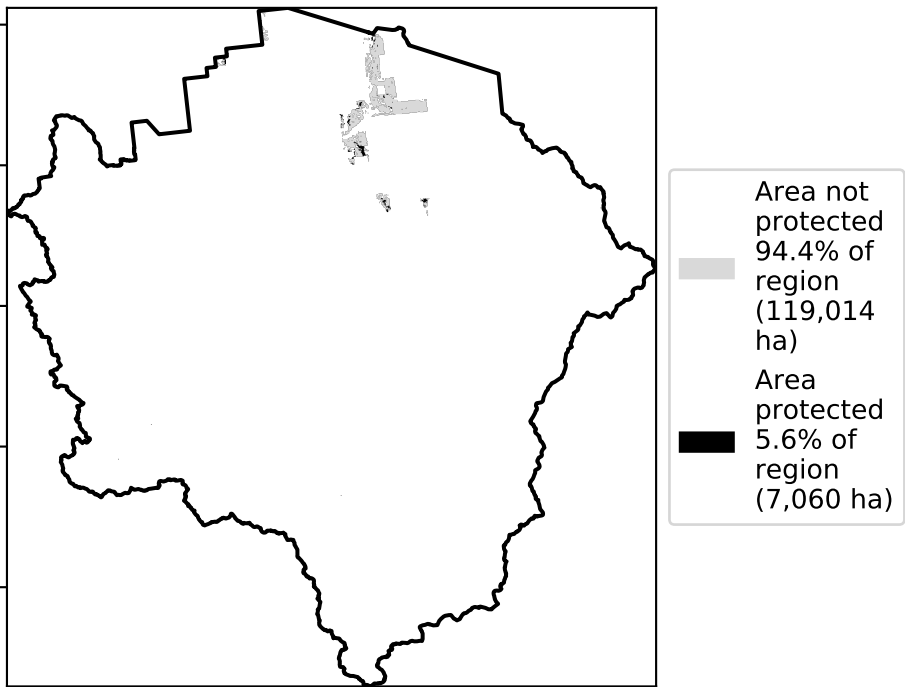 Area not
protected
94.4% of
region
(119,014
ha)
Area
protected
5.6% of
region
(7,060 ha)